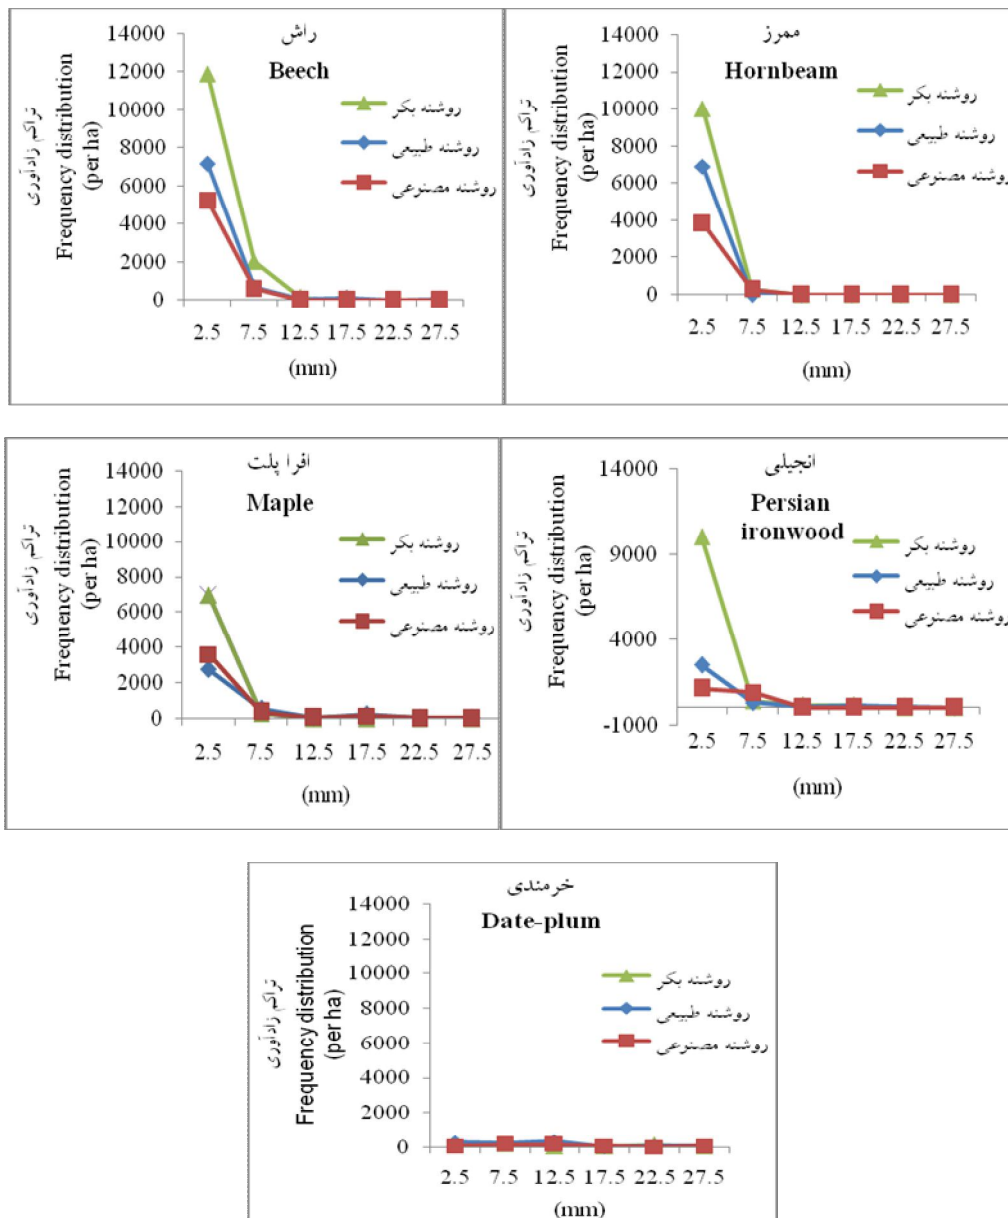 راش
Beech
تراکم زادآوری
Frequency distribution
(per ha)
14000
12000
10000
8000
6000
4000
2000
0
روشنه بکر
روشنه طبیعی
روشنه مصنوعی
2.5 7.5 12.5 17.5 22.5 27.5
(mm)
ممرز
Hornbeam
تراکم زادآوری
Frequency distribution
(per ha)
14000
12000
10000
8000
6000
4000
2000
0
روشنه بکر
روشنه طبیعی
روشنه مصنوعی
2.5 7.5 12.5 17.5 22.5 27.5
(mm)
افرا پلت
Maple
تراکم زادآوری
Frequency distribution
(per ha)
14000
12000
10000
8000
6000
4000
2000
0
روشنه بکر
روشنه طبیعی
روشنه مصنوعی
2.5 7.5 12.5 17.5 22.5 27.5
(mm)
انجیلی
Persian
ironwood
تراکم زادآوری
Frequency distribution
(per ha)
14000
9000
4000
-1000
روشنه بکر
روشنه طبیعی
روشنه مصنوعی
2.5 7.5 12.5 17.5 22.5 27.5
(mm)
خرمندی
Date-plum
تراکم زادآوری
Frequency distribution
(per ha)
14000
12000
10000
8000
6000
4000
2000
0
روشنه بکر
روشنه طبیعی
روشنه مصنوعی
2.5 7.5 12.5 17.5 22.5 27.5
(mm)